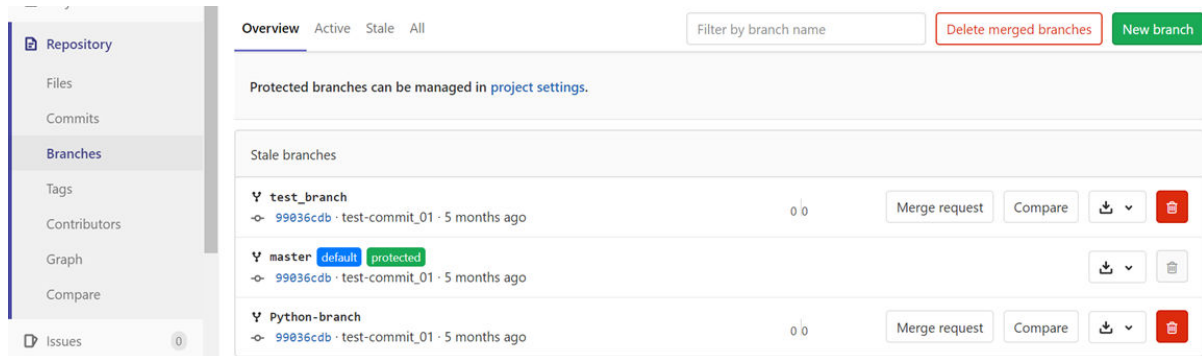 Repository
Files
Commits
Branches
Tags
Contributors
Graph
Compare
Issues 0
Overview Active Stale All Filter by branch name Delete merged branches New branch
Protected branches can be managed in project settings.
Stale branches
test_branch
99036cdb · test-commit_01 · 5 months ago
0 0 Merge request Compare
master default protected
99036cdb · test-commit_01 · 5 months ago
Python-branch
99036cdb · test-commit_01 · 5 months ago
0 0 Merge request Compare